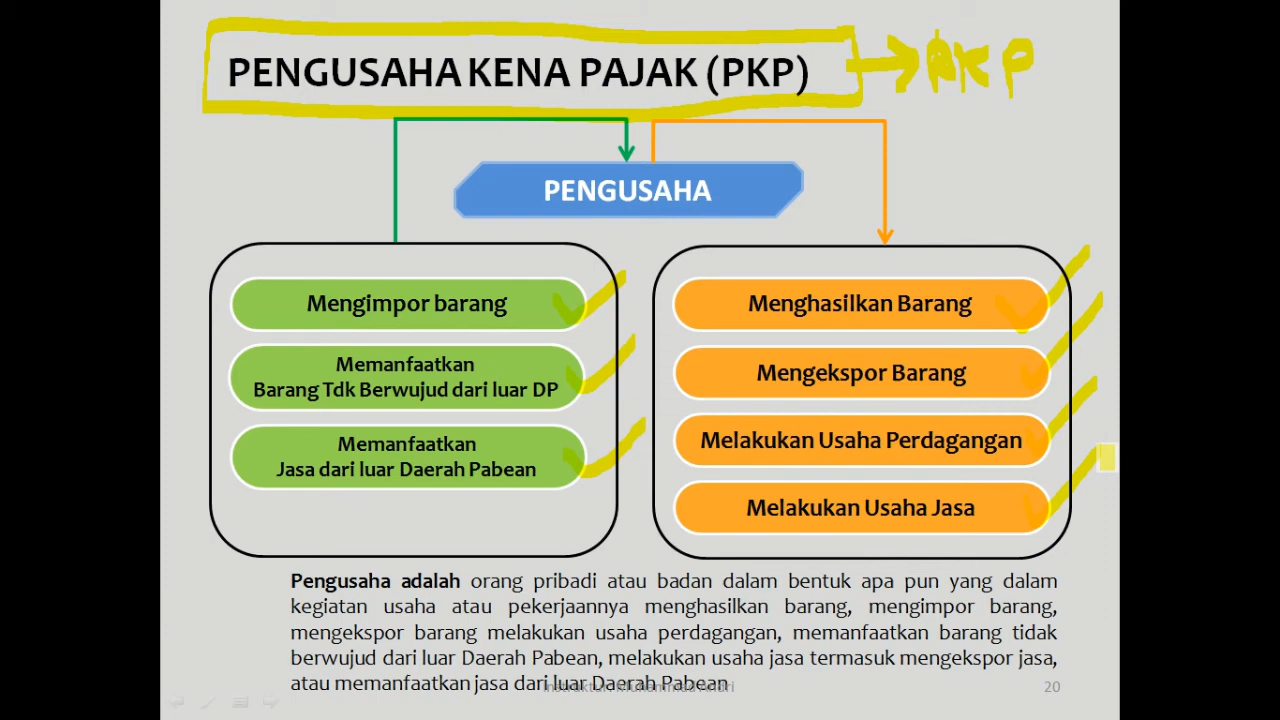 PENGUSAHA KENA PAJAK (PKP)
PKP
PENGUSAHA
Mengimpor barang
Memanfaatkan
Barang Tdk Berwujud dari luar DP
Memanfaatkan
Jasa dari luar Daerah Pabean
Menghasilkan Barang
Mengekspor Barang
Melakukan Usaha Perdagangan
Melakukan Usaha Jasa
Pengusaha adalah orang pribadi atau badan dalam bentuk apa pun yang dalam
kegiatan usaha atau pekerjaannya menghasilkan barang, mengimpor barang,
mengekspor barang melakukan usaha perdagangan, memanfaatkan barang tidak
berwujud dari luar Daerah Pabean, melakukan usaha jasa termasuk mengekspor jasa,
atau memanfaatkan jasa dari luar Daerah Pabean
20